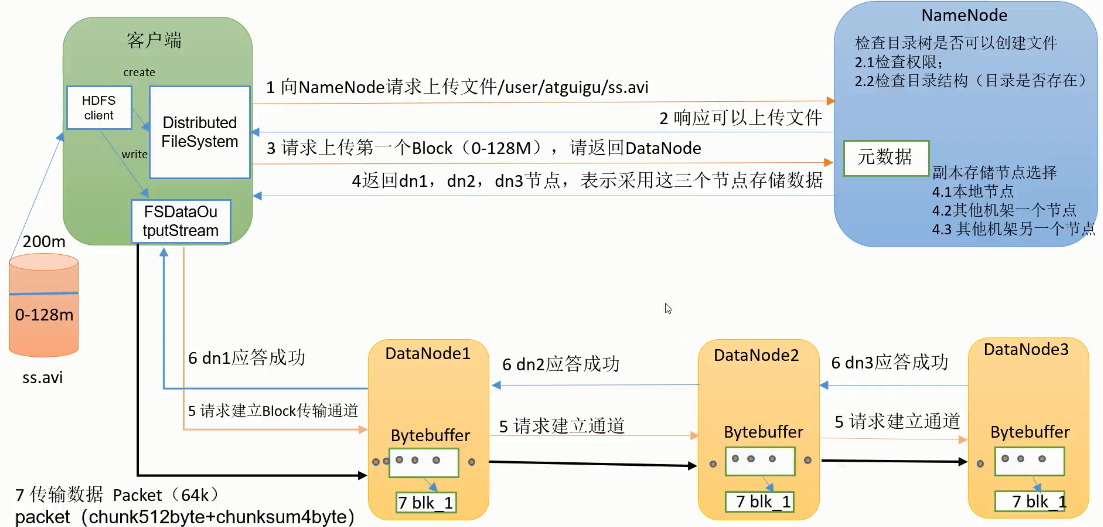 NameNode
客户端
检查目录树是否可以创建文件
2.1检查权限；
2.2检查目录结构（目录是否存在）
create
HDFS
client
Distributed
FileSystem
write
1 向NameNode请求上传文件/user/atguigu/ss.avi
2 响应可以上传文件
3 请求上传第一个Block（0-128M），请返回DataNode
元数据
4返回dn1，dn2，dn3节点，表示采用这三个节点存储数据
副本存储节点选择
4.1本地节点
4.2其他机架一个节点
4.3 其他机架另一个节点
FSDataOu
tputStream
200m
0-128m
ss.avi
6 dn1应答成功
DataNode1
6 dn2应答成功
DataNode2
6 dn3应答成功
DataNode3
5 请求建立Block传输通道
Bytebuffer
5 请求建立通道
Bytebuffer
5 请求建立通道
Bytebuffer
7 blk_1
7 blk_1
7 blk_1
7 传输数据 Packet（64k）
packet（chunk512byte+chunksum4byte）